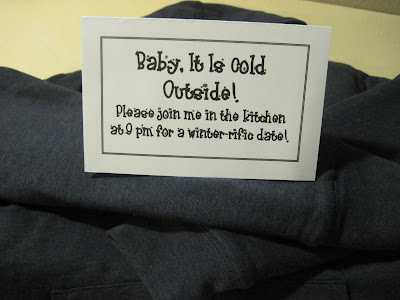 Baby, It Is Cold
Outside!
Please join me in the kitchen
at 9 pm for a winter-rific date!